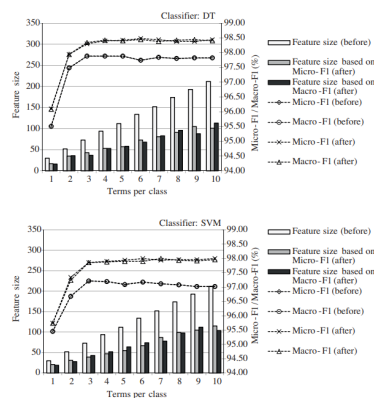 Classifier: DT
Feature size
350
300
250
200
150
100
50
0
99.00
98.50
98.00
97.50
97.00
96.50
96.00
95.50
95.00
94.50
94.00
Micro-F1 / Macro-F1 (%)
1 2 3 4 5 6 7 8 9 10
Terms per class
Feature size (before)
Feature size based on
Micro-F1 (after)
Feature size based on
Macro-F1 (after)
Micro-F1 (before)
Macro-F1 (before)
Micro-F1 (after)
Macro-F1 (after)
Classifier: SVM
Feature size
350
300
250
200
150
100
50
0
99.00
98.50
98.00
97.50
97.00
96.50
96.00
95.50
95.00
94.50
94.00
Micro-F1 / Macro-F1 (%)
1 2 3 4 5 6 7 8 9 10
Terms per class
Feature size (before)
Feature size based on
Micro-F1 (after)
Feature size based on
Macro-F1 (after)
Micro-F1 (before)
Macro-F1 (before)
Micro-F1 (after)
Macro-F1 (after)